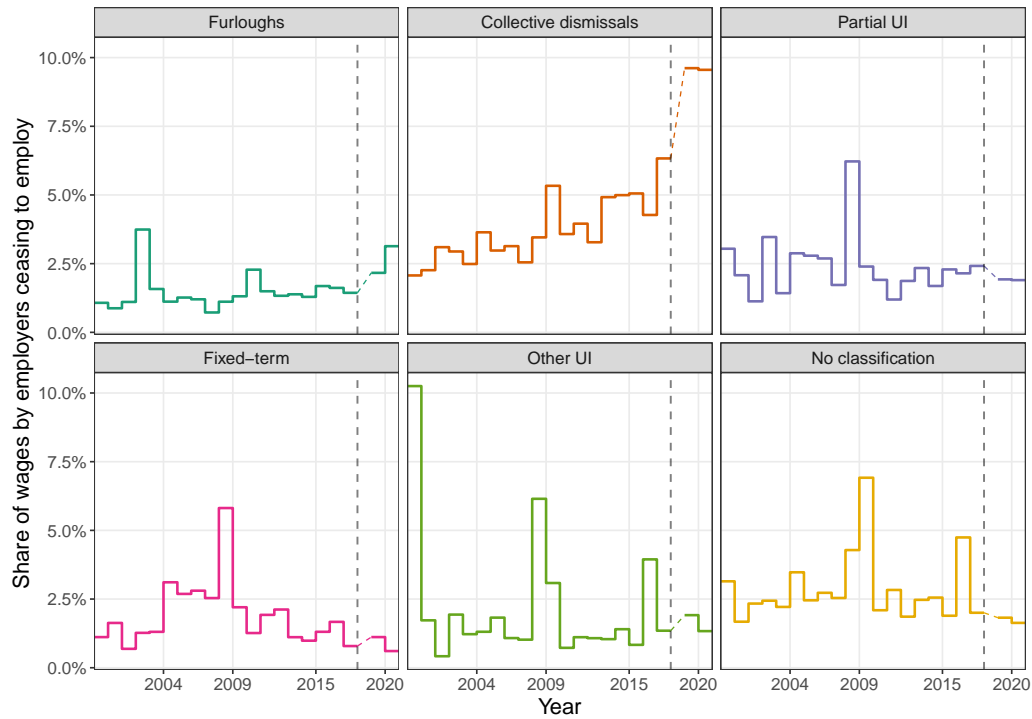 Furloughs
Collective dismissals
Partial UI
10.0%
7.5%
5.0%
2.5%
0.0%
Fixed−term
Other UI
No classification
10.0%
7.5%
5.0%
2.5%
0.0%
2004 2009 2015 2020
2004 2009 2015 2020
2004 2009 2015 2020
Year
Share of wages by employers ceasing to employ